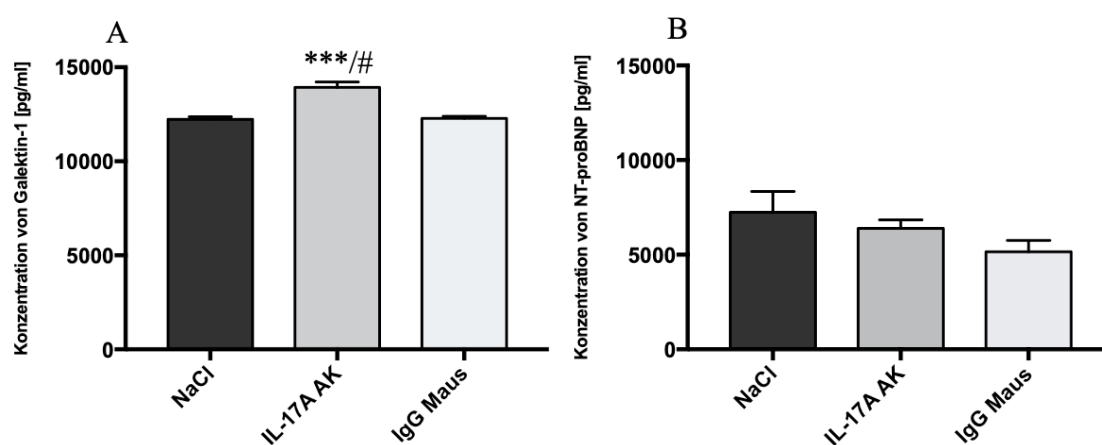 A
Konzentration von Galektin-1 [pg/ml]
15000
10000
5000
0
***/#
NaCl
IL-17A AK
IgG Maus
B
Konzentration von NT-proBNP [pg/ml]
15000
10000
5000
0
NaCl
IL-17A AK
IgG Maus